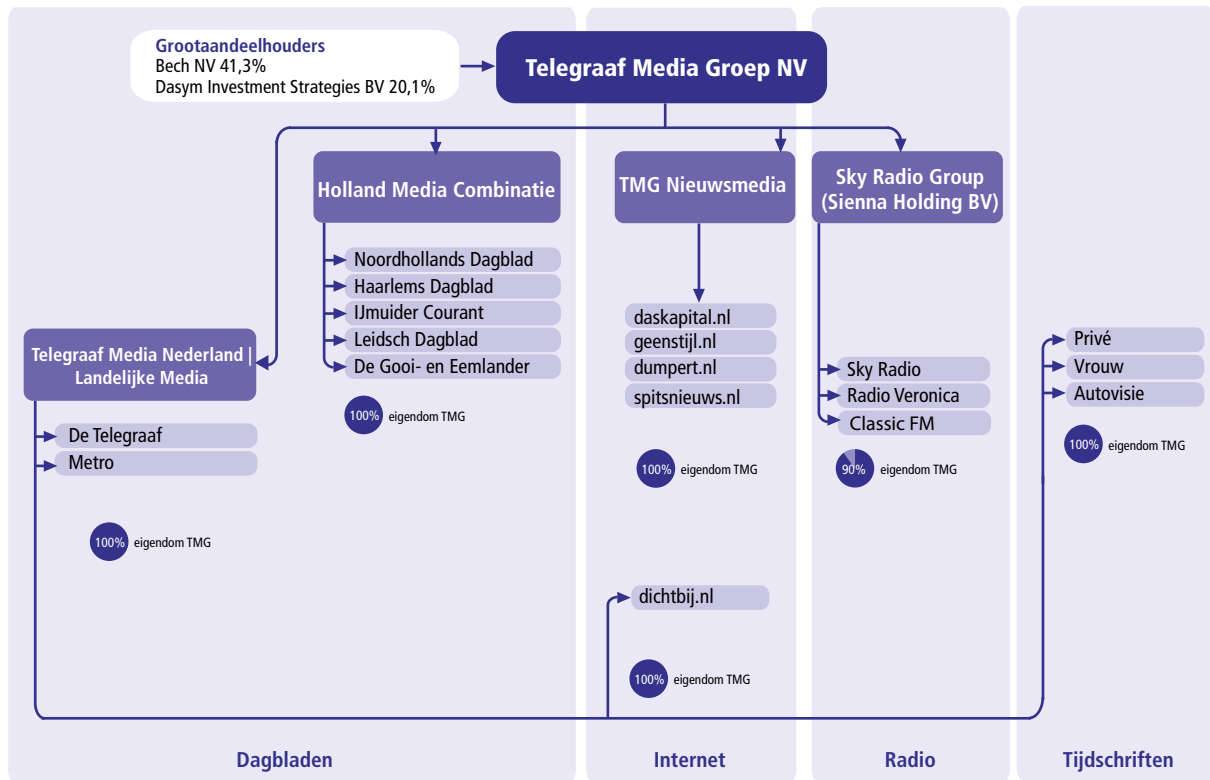 Grootaandeelhouders
Bech NV 41,3%
Dasym Investment Strategies BV 20,1%
Telegraaf Media Groep NV
Holland Media Combinatie
Noordhollands Dagblad
Haarlems Dagblad
IJmuider Courant
Leidsch Dagblad
De Gooi- en Eemlander
100% eigendom TMG
Telegraaf Media Nederland |
Landelijke Media
De Telegraaf
Metro
100% eigendom TMG
TMG Nieuwsmedia
daskapital.nl
geenstijl.nl
dumpert.nl
spitsnieuws.nl
100% eigendom TMG
dichtbij.nl
100% eigendom TMG
Sky Radio Group
(Sienna Holding BV)
Sky Radio
Radio Veronica
Classic FM
90% eigendom TMG
Privé
Vrouw
Autovisie
100% eigendom TMG
Dagbladen
Internet
Radio
Tijdschriften